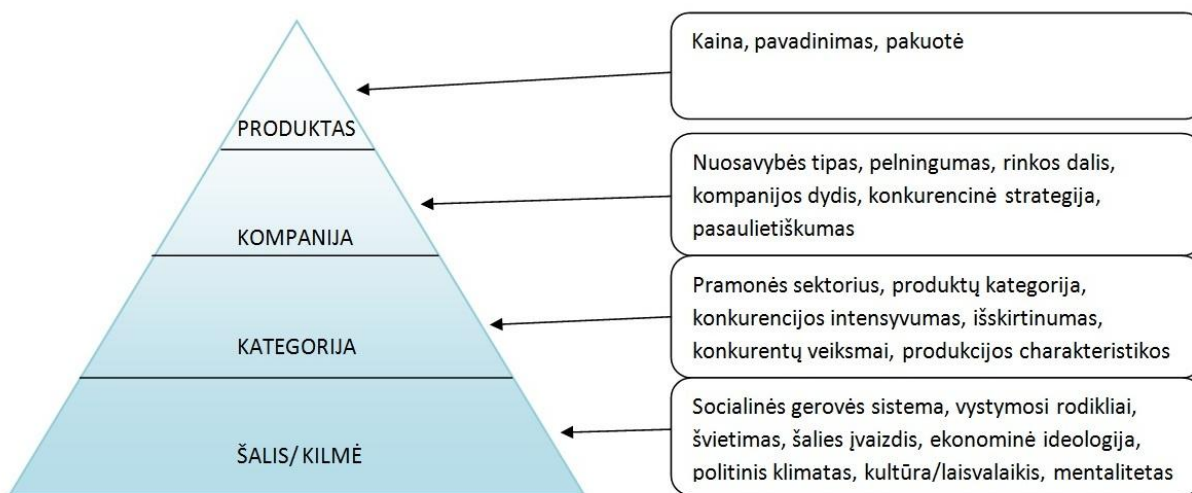 Kaina, pavadinimas, pakuotė
PRODUKTAS
Nuosavybės tipas, pelningumas, rinkos dalis,
kompanijos dydis, konkurencinė strategija,
pasaulietiškumas
KOMPANIJA
Pramonės sektorius, produktų kategorija,
konkurencijos intensyvumas, išskirtinumas,
konkurentų veiksmai, produkcijos charakteristikos
KATEGORIJA
Socialinės gerovės sistema, vystymosi rodikliai,
švietimas, šalies įvaizdis, ekonominė ideologija,
politinis klimatas, kultūra/laisvalaikis, mentalitetas
ŠALIS/ KILMĖ